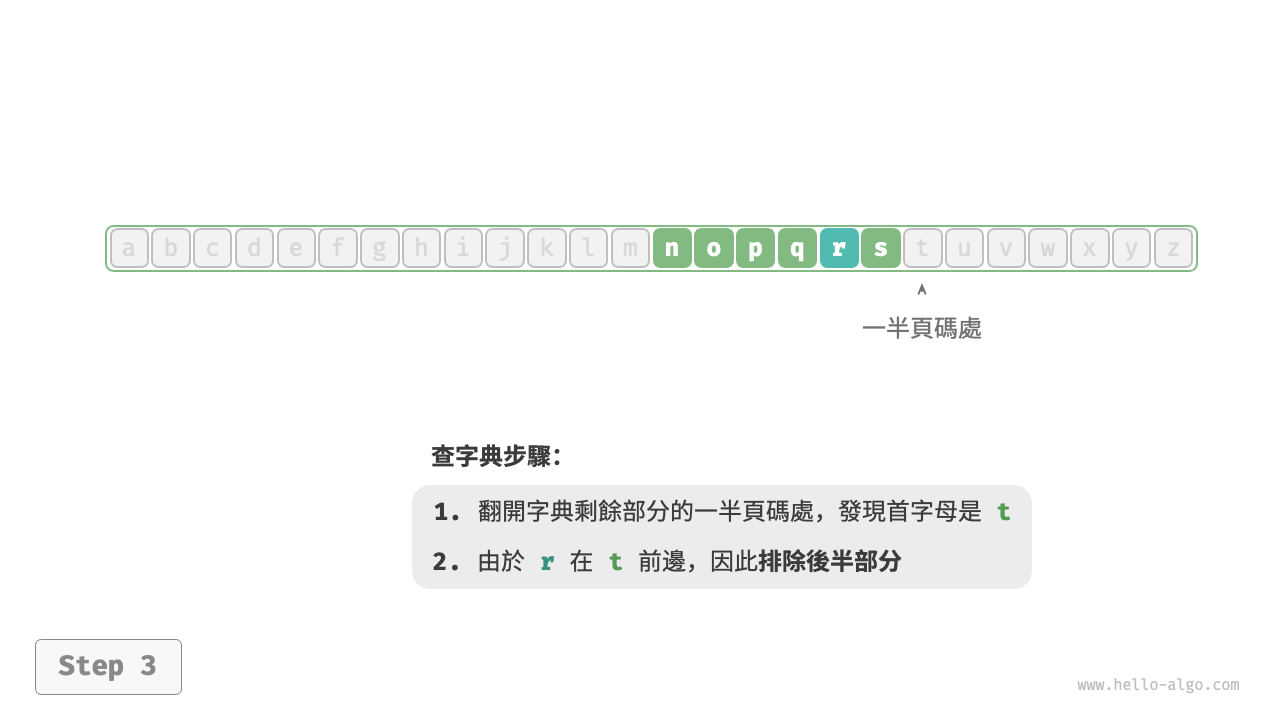 a b c d e f g h i j k l m n o p q r s t u v w x y z
一半頁碼處
查字典步驟：
1. 翻開字典剩餘部分的一半頁碼處，發現首字母是 t
2. 由於 r 在 t 前邊，因此排除後半部分
Step 3
www.hello-algo.com